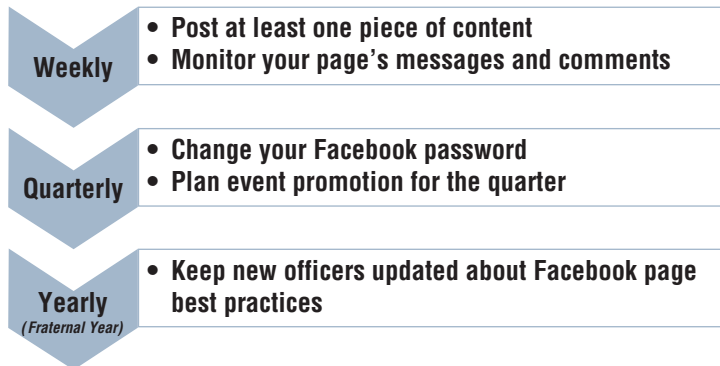 Weekly
• Post at least one piece of content
• Monitor your page’s messages and comments
Quarterly
• Change your Facebook password
• Plan event promotion for the quarter
Yearly
(Fraternal Year)
• Keep new officers updated about Facebook page
best practices